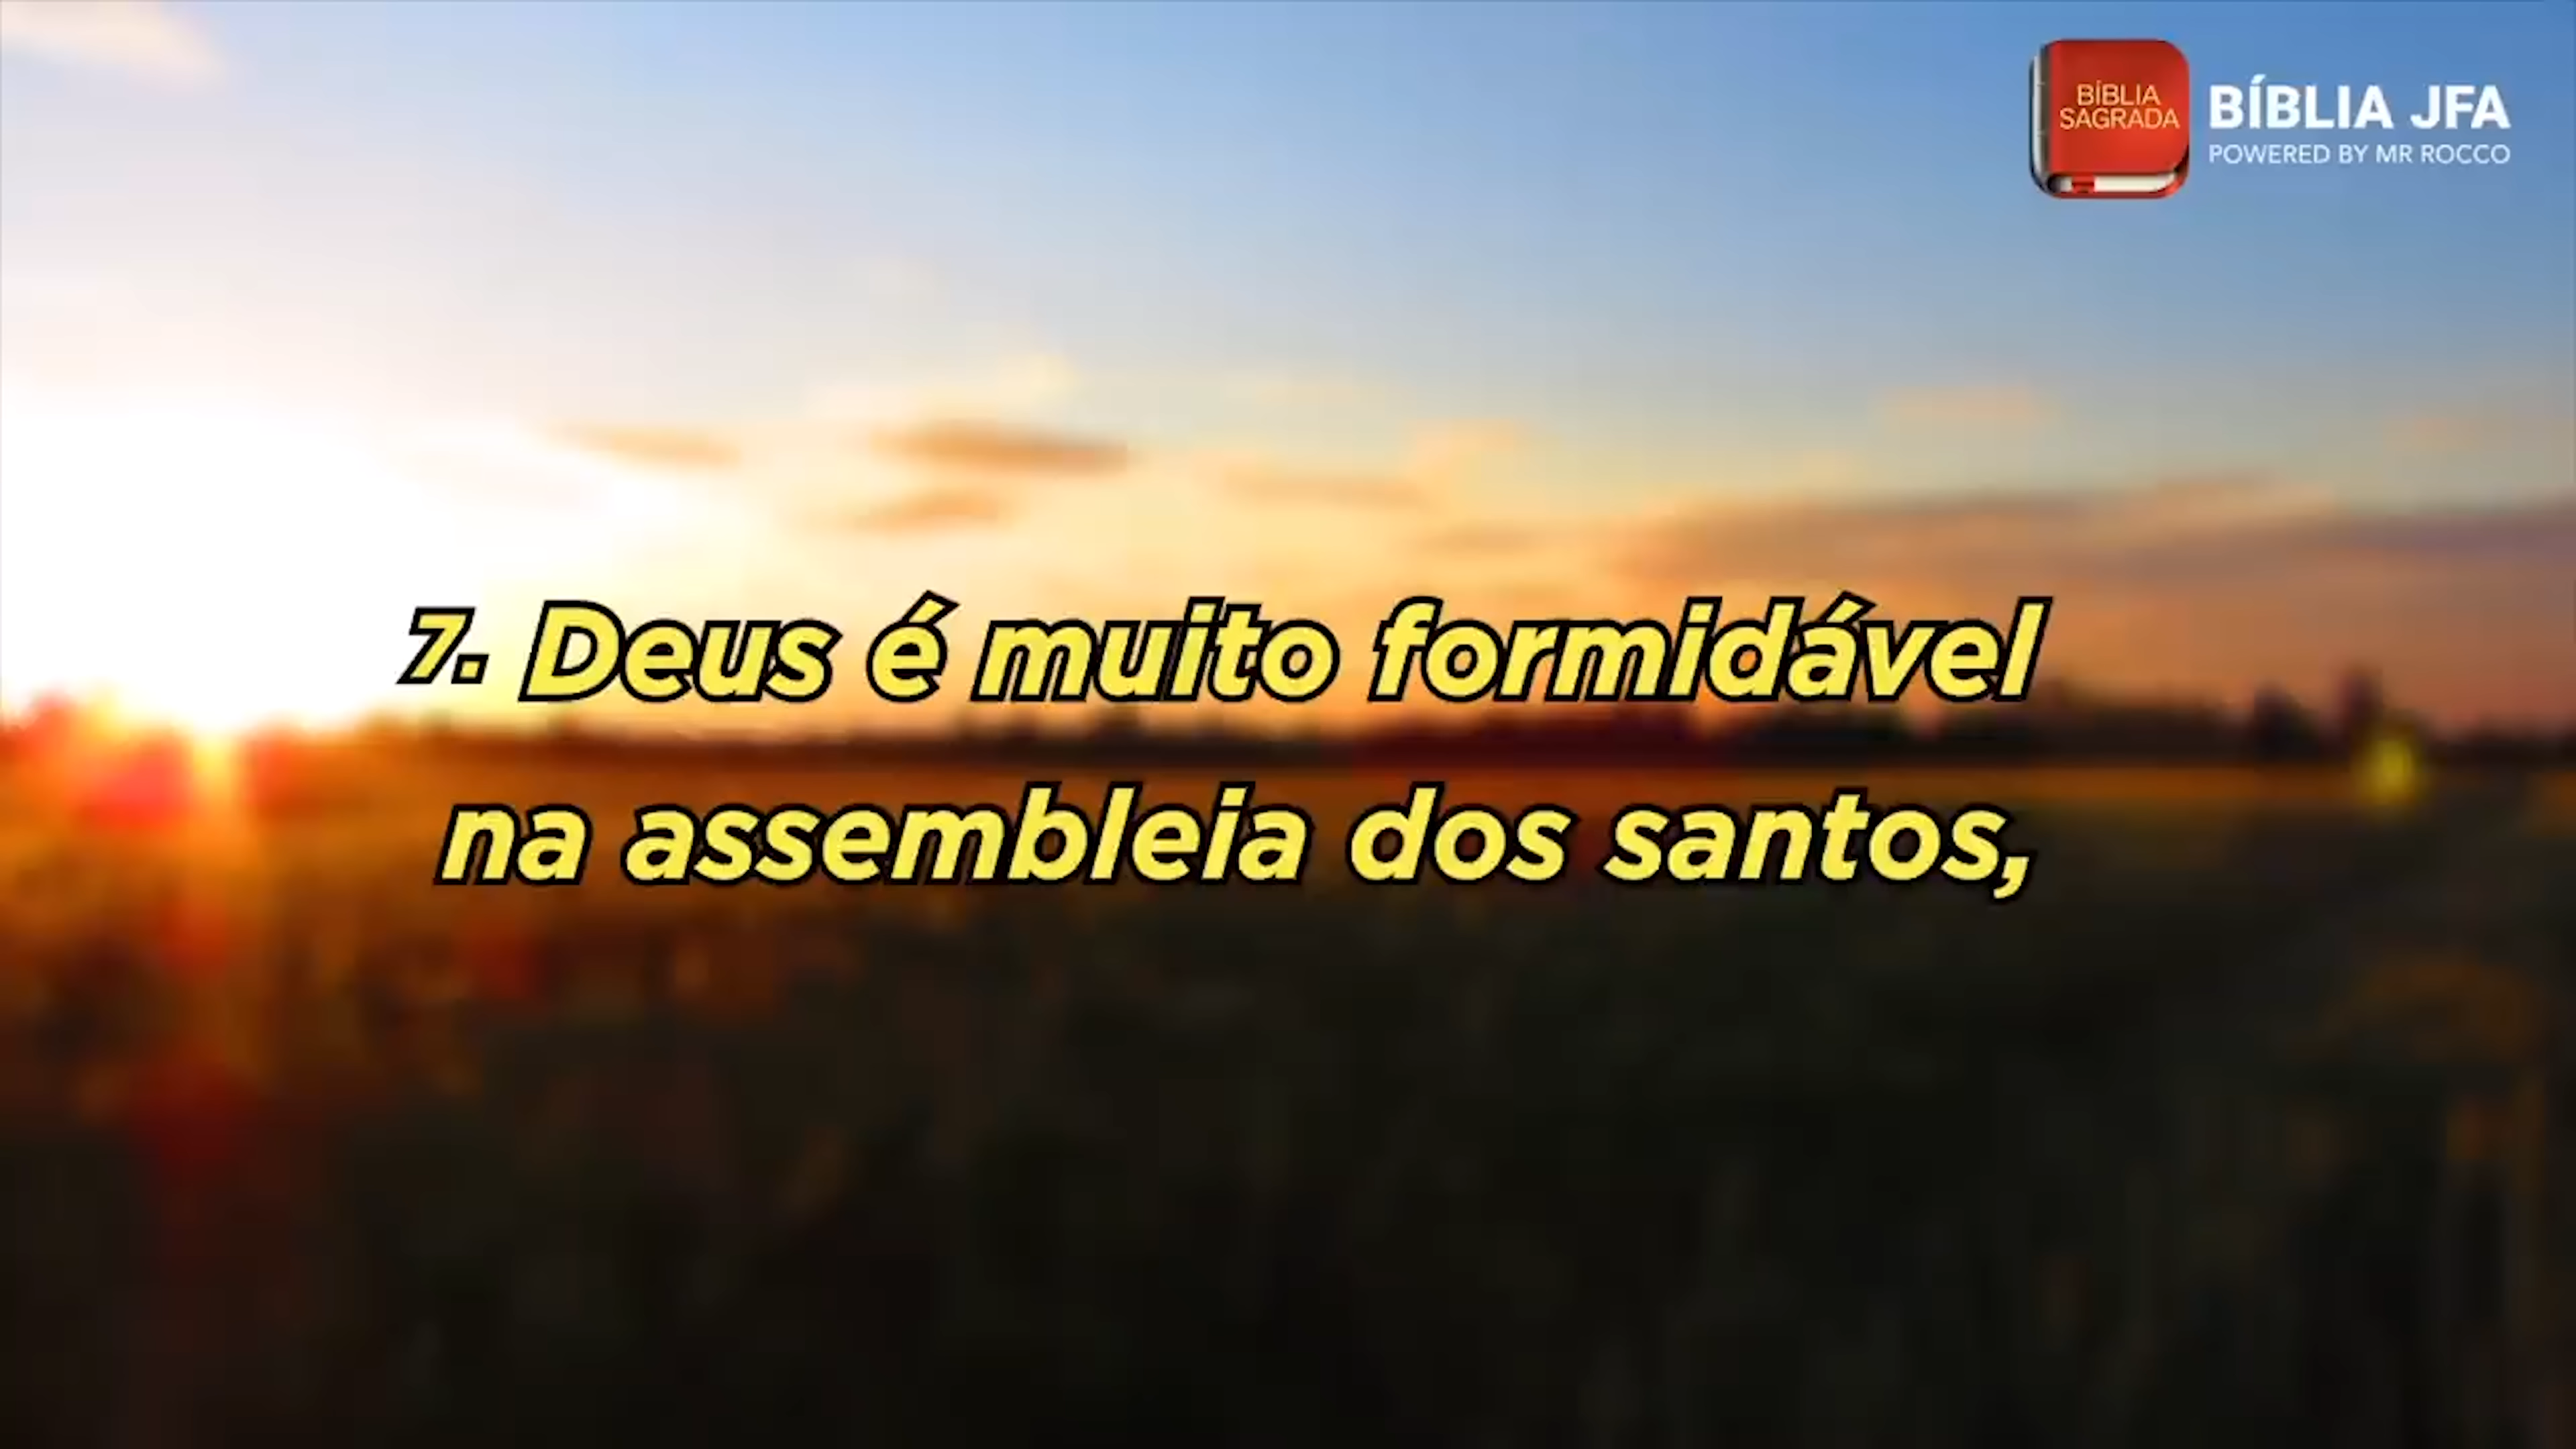 BÍBLIA
SAGRADA
BÍBLIA JFA
POWERED BY MR ROCCO
7. Deus é muito formidável
na assembleia dos santos,